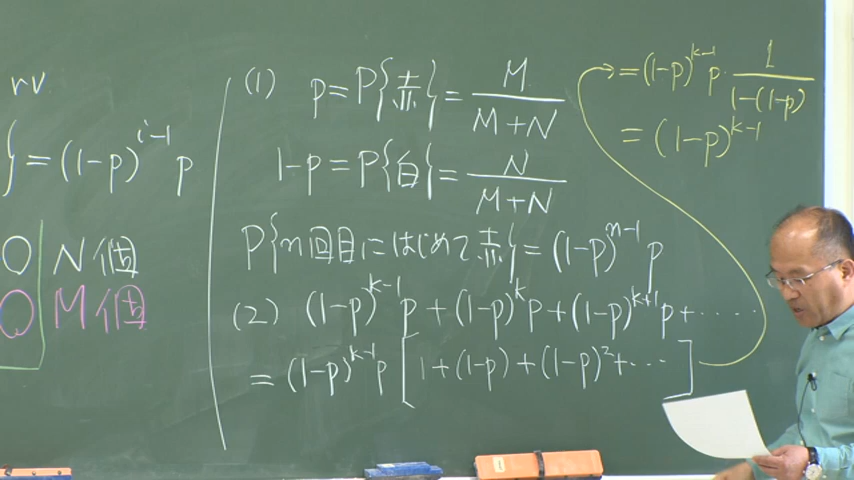 rv
} = (1-p)^{i-1} p
O N個
O M個
(1) p = P{赤} = M/(M+N)
1-p = P{白} = N/(M+N)
P{n回目にはじめて赤} = (1-p)^{n-1} p
(2) (1-p)^{k-1} p + (1-p)^{k} p + (1-p)^{k+1} p + ......
= (1-p)^{k-1} p [1 + (1-p) + (1-p)^2 + ...]
= (1-p)^{k-1} p · 1/(1-(1-p))
= (1-p)^{k-1}